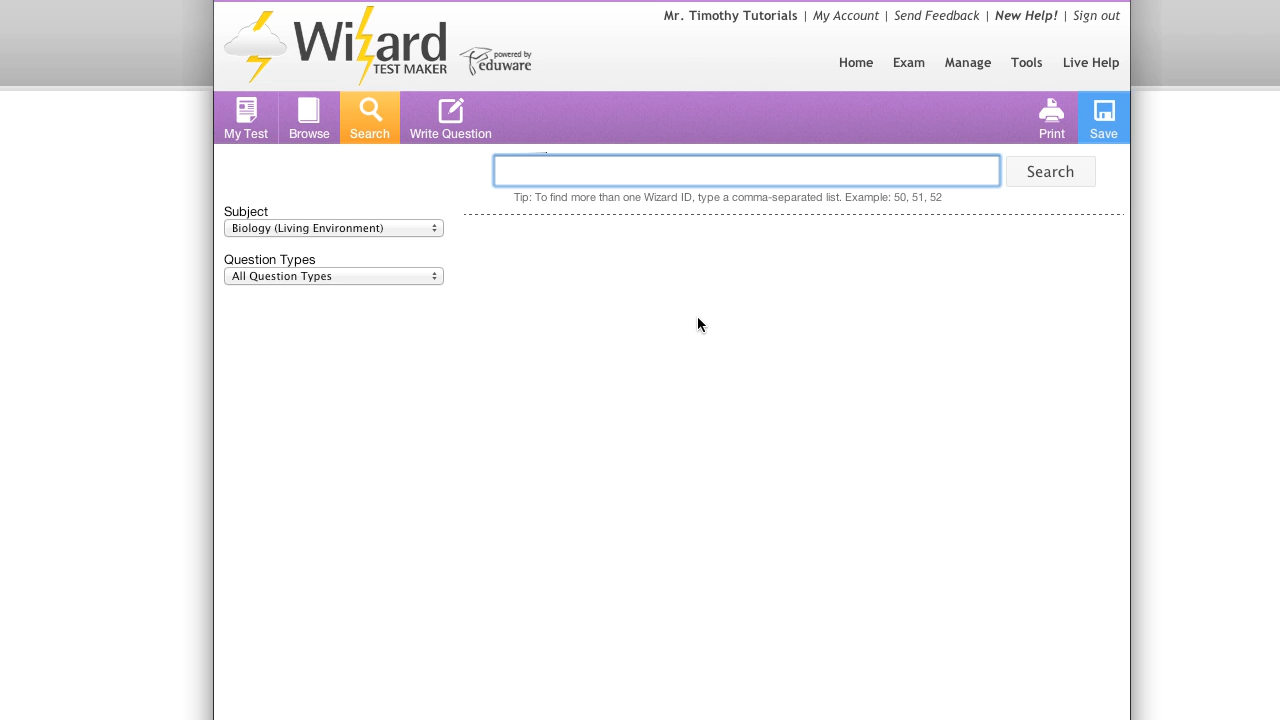 Mr. Timothy Tutorials | My Account | Send Feedback | New Help! | Sign out
Wizard
TEST MAKER
powered by
eduware
Home Exam Manage Tools Live Help
My Test Browse Search Write Question Print Save
Search
Tip: To find more than one Wizard ID, type a comma-separated list. Example: 50, 51, 52
Subject
Biology (Living Environment)
Question Types
All Question Types